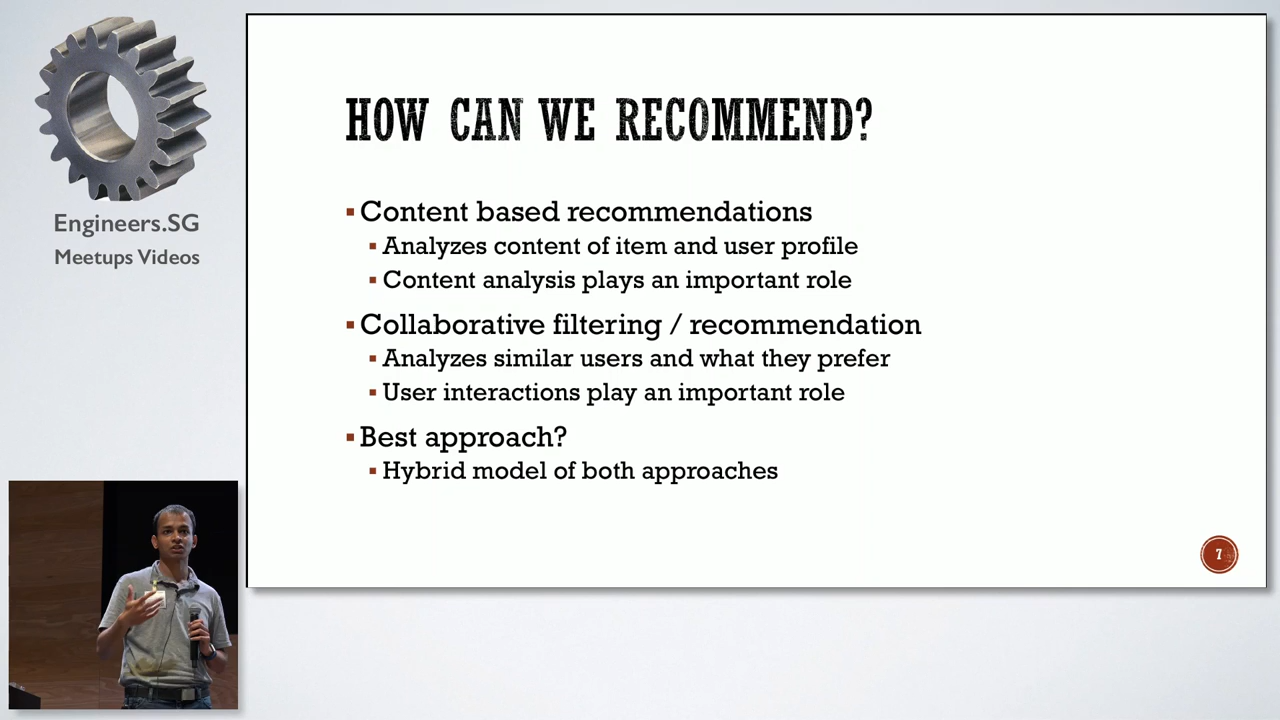 Engineers.SG
Meetups Videos
HOW CAN WE RECOMMEND?
▪ Content based recommendations
▪ Analyzes content of item and user profile
▪ Content analysis plays an important role
▪ Collaborative filtering / recommendation
▪ Analyzes similar users and what they prefer
▪ User interactions play an important role
▪ Best approach?
▪ Hybrid model of both approaches
7